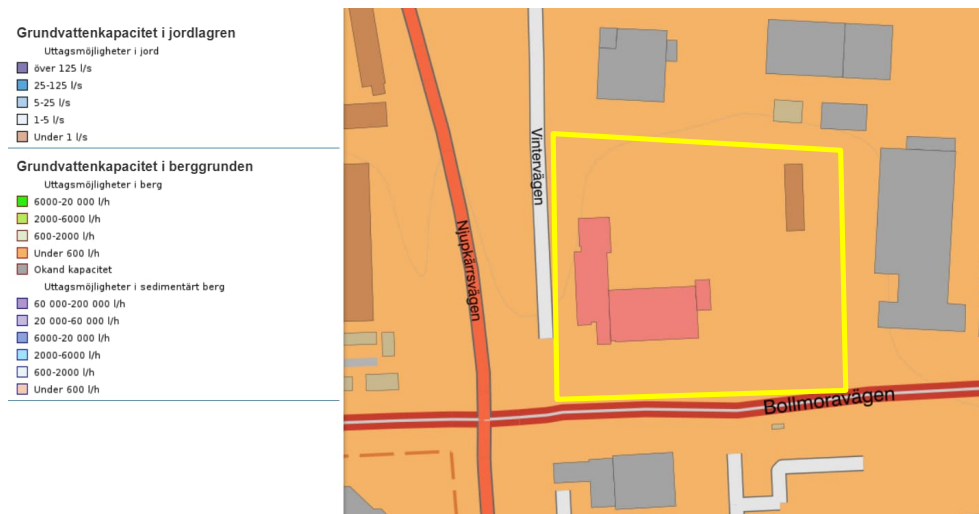 Grundvattenkapacitet i jordlagren
Uttagsmöjligheter i jord
över 125 l/s
25-125 l/s
5-25 l/s
1-5 l/s
Under 1 l/s
Grundvattenkapacitet i berggrunden
Uttagsmöjligheter i berg
6000-20 000 l/h
2000-6000 l/h
600-2000 l/h
Under 600 l/h
Okand kapacitet
Uttagsmöjligheter i sedimentärt berg
60 000-200 000 l/h
20 000-60 000 l/h
6000-20 000 l/h
2000-6000 l/h
600-2000 l/h
Under 600 l/h
Vintervägen
Njupkärrsvägen
Bollmoravägen